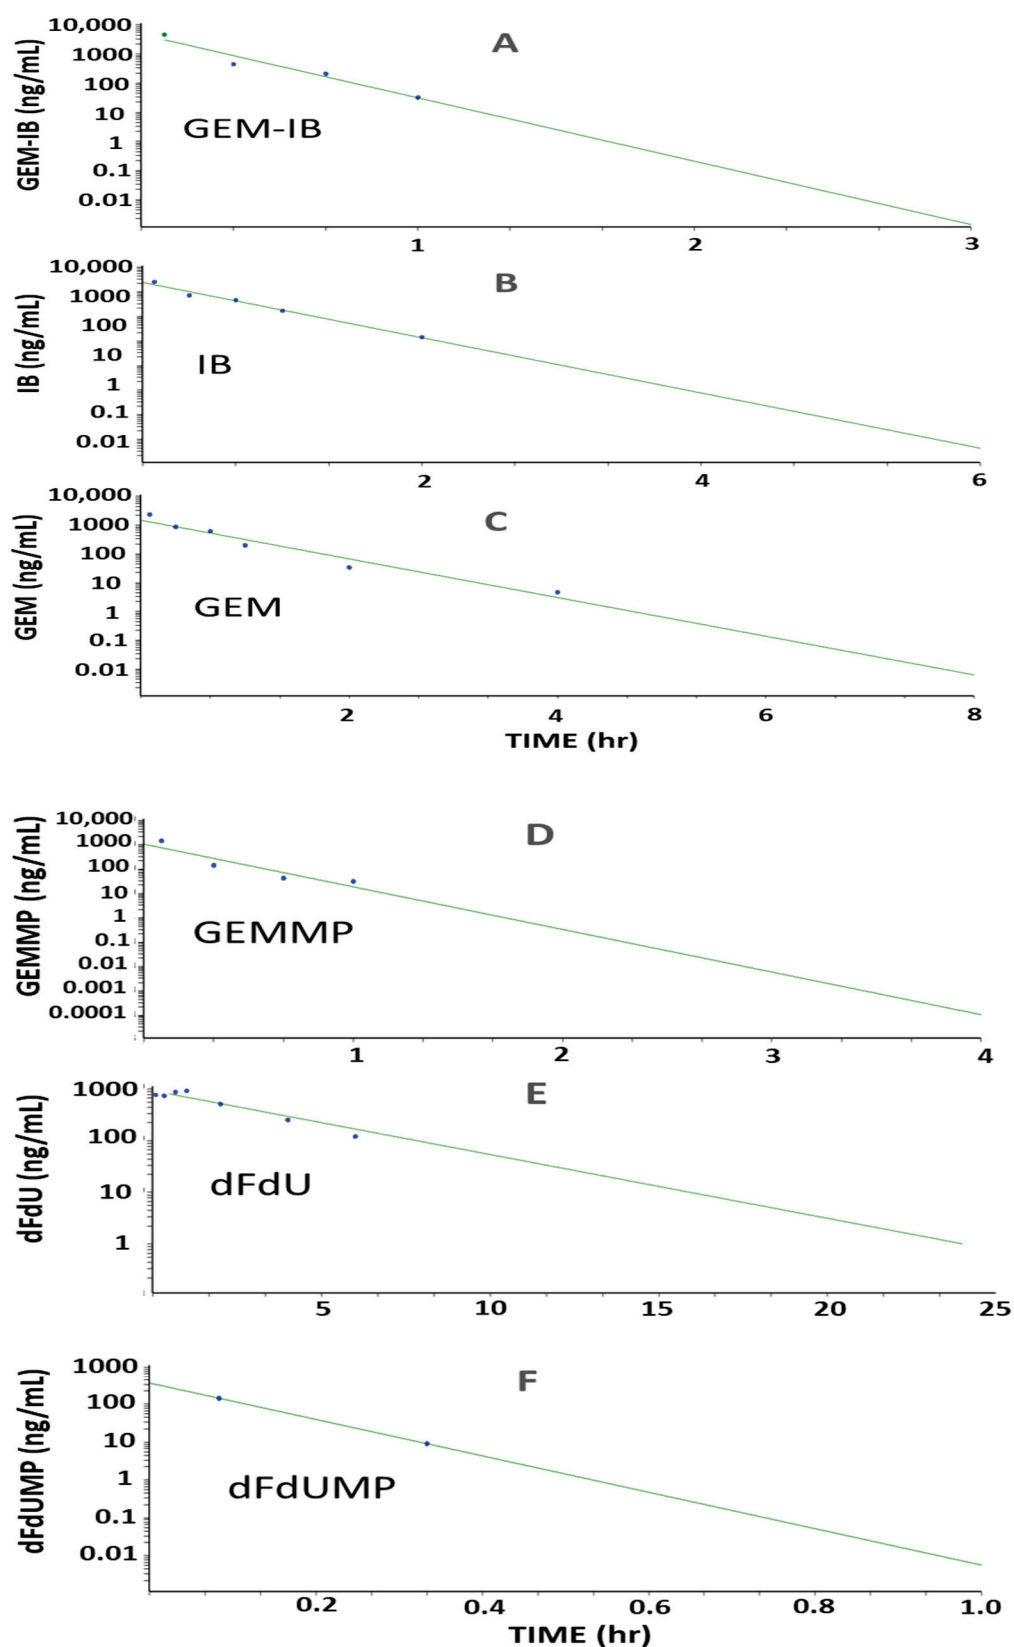 GEM-IB (ng/mL)
10,000
1000
100
10
1
0.1
0.01
A
GEM-IB
1 2 3
IB (ng/mL)
10,000
1000
100
10
1
0.1
0.01
B
IB
2 4 6
GEM (ng/mL)
10,000
1000
100
10
1
0.1
0.01
C
GEM
2 4 6 8
TIME (hr)
GEMMP (ng/mL)
10,000
1000
100
10
1
0.1
0.01
0.001
0.0001
D
GEMMP
1 2 3 4
dFdU (ng/mL)
1000
100
10
1
E
dFdU
5 10 15 20 25
dFdUMP (ng/mL)
1000
100
10
1
0.1
0.01
F
dFdUMP
0.2 0.4 0.6 0.8 1.0
TIME (hr)